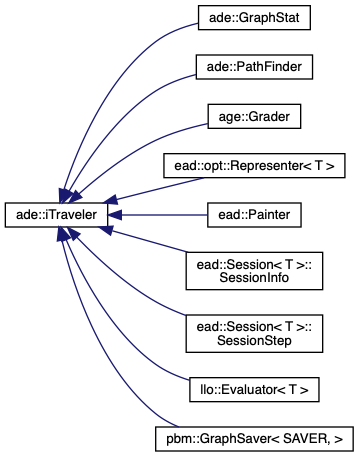 ade::GraphStat
ade::PathFinder
age::Grader
ead::opt::Representer< T >
ade::iTraveler
ead::Painter
ead::Session< T >::
SessionInfo
ead::Session< T >::
SessionStep
llo::Evaluator< T >
pbm::GraphSaver< SAVER, >